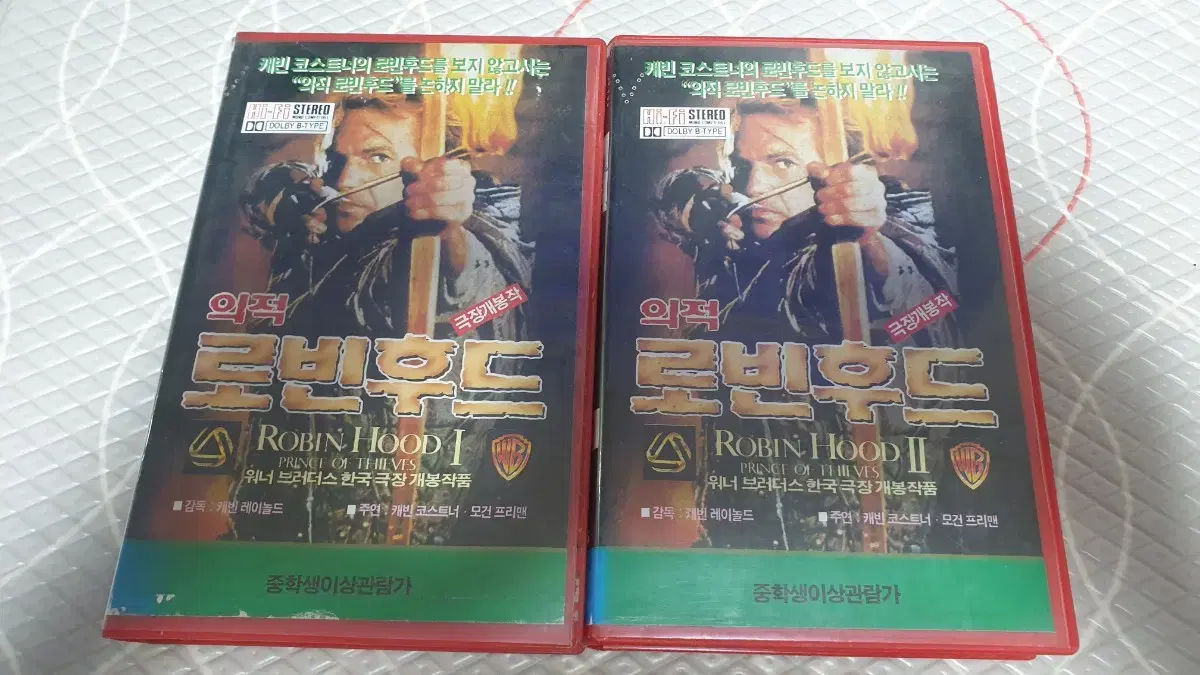 캐빈 코스트너의 로빈후드를 보지 않고서는
"의적 로빈후드"를 논하지 말라 !!
Hi-Fi STEREO
DOLBY B-TYPE
의적
극장개봉작
로빈후드
ROBIN HOOD I
PRINCE OF THIEVES
WB
워너 브러더스 한국 극장 개봉작품
■ 감독 : 캐빈 레이놀드 ■ 주연 : 캐빈 코스트너 · 모건 프리맨
중학생이상관람가
캐빈 코스트너의 로빈후드를 보지 않고서는
"의적 로빈후드"를 논하지 말라 !!
Hi-Fi STEREO
DOLBY B-TYPE
의적
극장개봉작
로빈후드
ROBIN HOOD II
PRINCE OF THIEVES
WB
워너 브러더스 한국 극장 개봉작품
■ 감독 : 캐빈 레이놀드 ■ 주연 : 캐빈 코스트너 · 모건 프리맨
중학생이상관람가